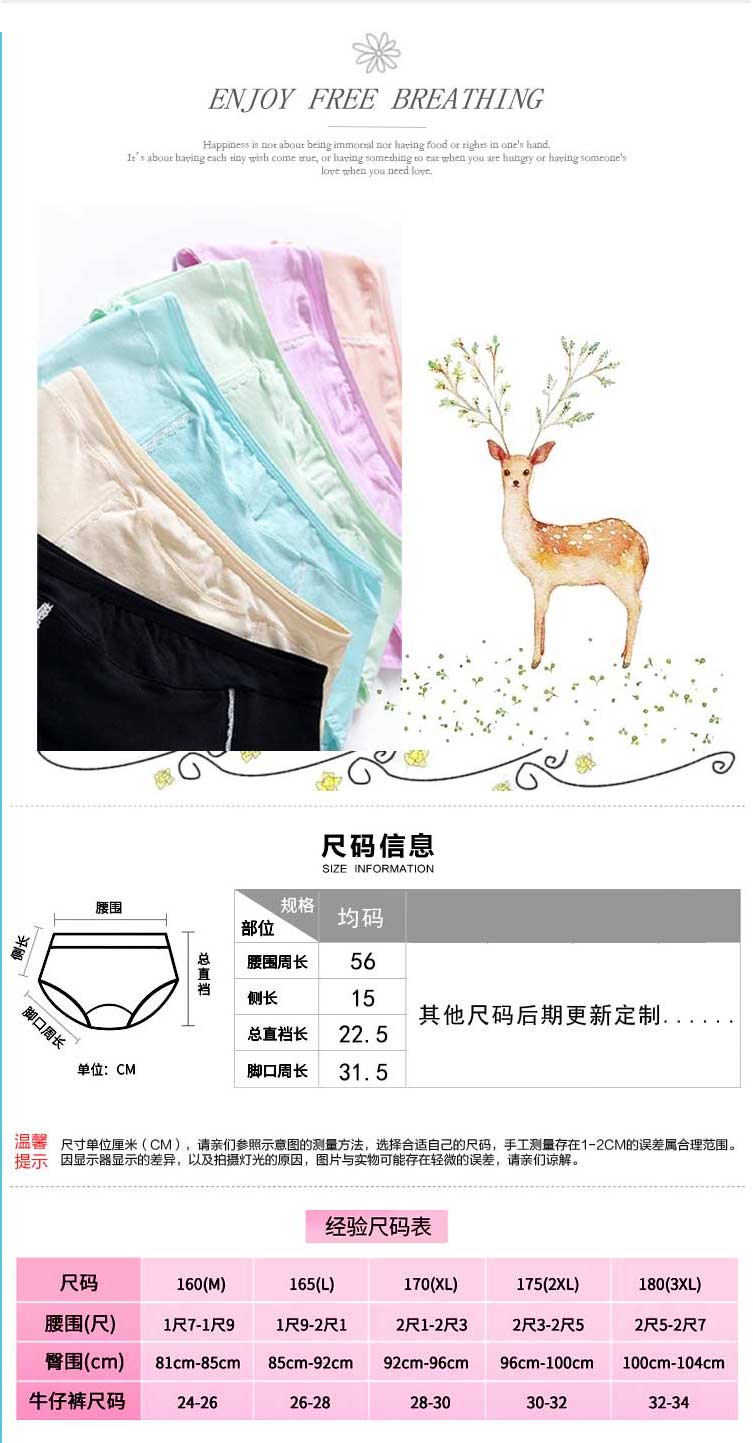 ENJOY FREE BREATHING
Happiness is not about being immortal nor having food or rights in one's hand.
It's about having each tiny wish come true, or having something to eat when you are hungry or having someone's
love when you need love.
尺码信息
SIZE INFORMATION
腰围
侧长
总直裆
脚口周长
单位：CM
规格
部位
均码
腰围周长 56
侧长 15
总直裆长 22.5
脚口周长 31.5
其他尺码后期更新定制......
温馨
提示
尺寸单位厘米（CM），请亲们参照示意图的测量方法，选择合适自己的尺码，手工测量存在1-2CM的误差属合理范围。
因显示器显示的差异，以及拍摄灯光的原因，图片与实物可能存在轻微的误差，请亲们谅解。
经验尺码表
尺码 160(M) 165(L) 170(XL) 175(2XL) 180(3XL)
腰围(尺) 1尺7-1尺9 1尺9-2尺1 2尺1-2尺3 2尺3-2尺5 2尺5-2尺7
臀围(cm) 81cm-85cm 85cm-92cm 92cm-96cm 96cm-100cm 100cm-104cm
牛仔裤尺码 24-26 26-28 28-30 30-32 32-34